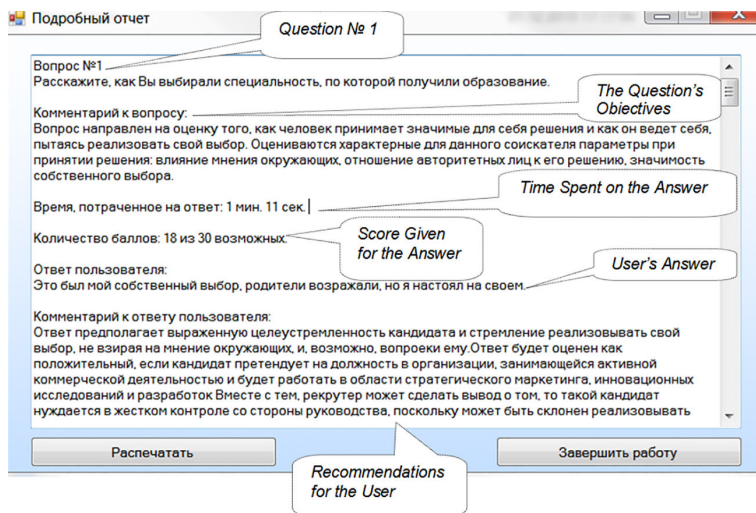 Подробный отчет
Question № 1
Вопрос №1
Расскажите, как Вы выбирали специальность, по которой получили образование.
The Question's
Objectives
Комментарий к вопросу:
Вопрос направлен на оценку того, как человек принимает значимые для себя решения и как он ведет себя,
пытаясь реализовать свой выбор. Оцениваются характерные для данного соискателя параметры при
принятии решения: влияние мнения окружающих, отношение авторитетных лиц к его решению, значимость
собственного выбора.
Time Spent on the Answer
Время, потраченное на ответ: 1 мин. 11 сек.
Score Given
for the Answer
Количество баллов: 18 из 30 возможных.
User's Answer
Ответ пользователя:
Это был мой собственный выбор, родители возражали, но я настоял на своем.
Комментарий к ответу пользователя:
Ответ предполагает выраженную целеустремленность кандидата и стремление реализовывать свой
выбор, не взирая на мнение окружающих, и, возможно, вопреки ему.Ответ будет оценен как
положительный, если кандидат претендует на должность в организации, занимающейся активной
коммерческой деятельностью и будет работать в области стратегического маркетинга, инновационных
исследований и разработок Вместе с тем, рекрутер может сделать вывод о том, то такой кандидат
нуждается в жестком контроле со стороны руководства, поскольку может быть склонен реализовывать
Распечатать
Завершить работу
Recommendations
for the User